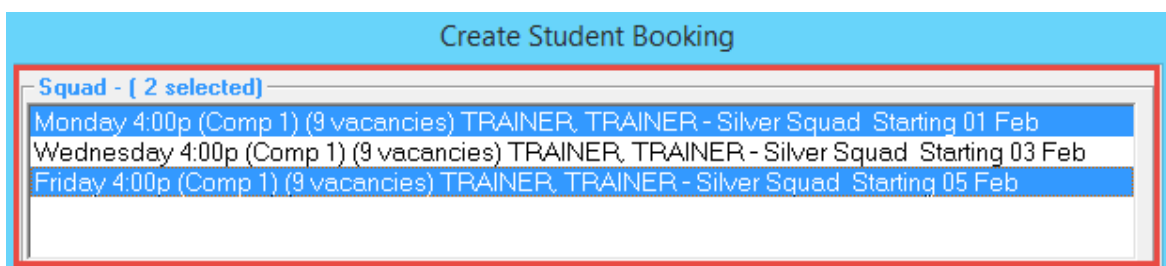 Create Student Booking
Squad - ( 2 selected)
Monday 4:00p (Comp 1) (9 vacancies) TRAINER, TRAINER - Silver Squad  Starting 01 Feb
Wednesday 4:00p (Comp 1) (9 vacancies) TRAINER, TRAINER - Silver Squad  Starting 03 Feb
Friday 4:00p (Comp 1) (9 vacancies) TRAINER, TRAINER - Silver Squad  Starting 05 Feb